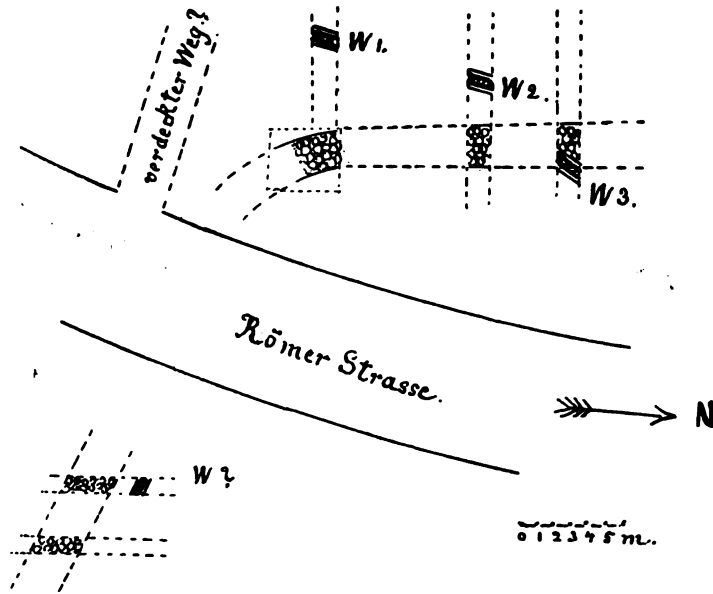 verdeckter Weg?
W1.
W2.
W3.
Römer Strasse.
N
W?
0 1 2 3 4 5 m.